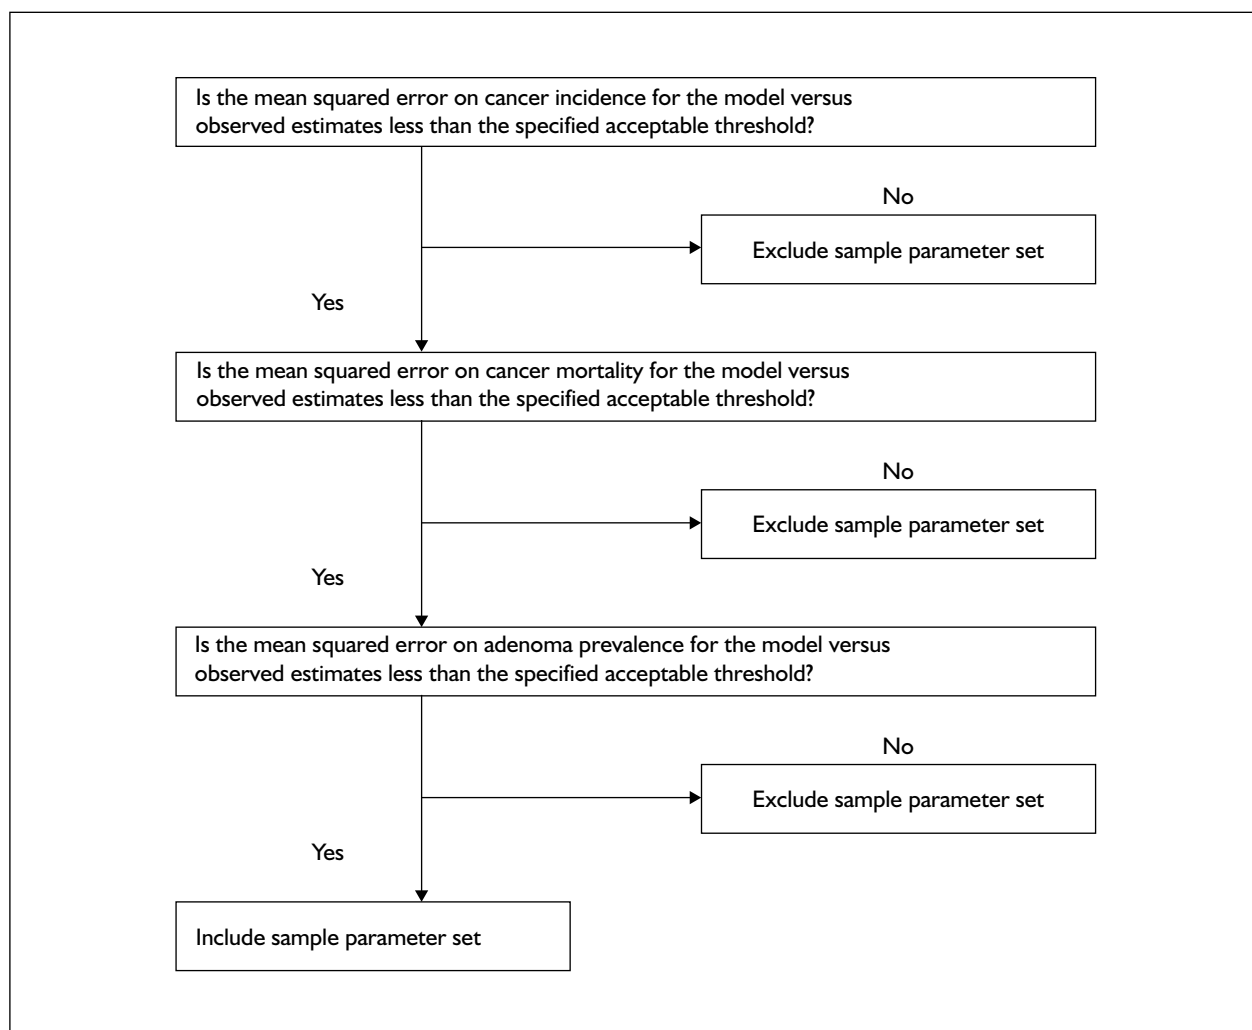 Is the mean squared error on cancer incidence for the model versus
observed estimates less than the specified acceptable threshold?
No
Exclude sample parameter set
Yes
Is the mean squared error on cancer mortality for the model versus
observed estimates less than the specified acceptable threshold?
No
Exclude sample parameter set
Yes
Is the mean squared error on adenoma prevalence for the model versus
observed estimates less than the specified acceptable threshold?
No
Exclude sample parameter set
Yes
Include sample parameter set